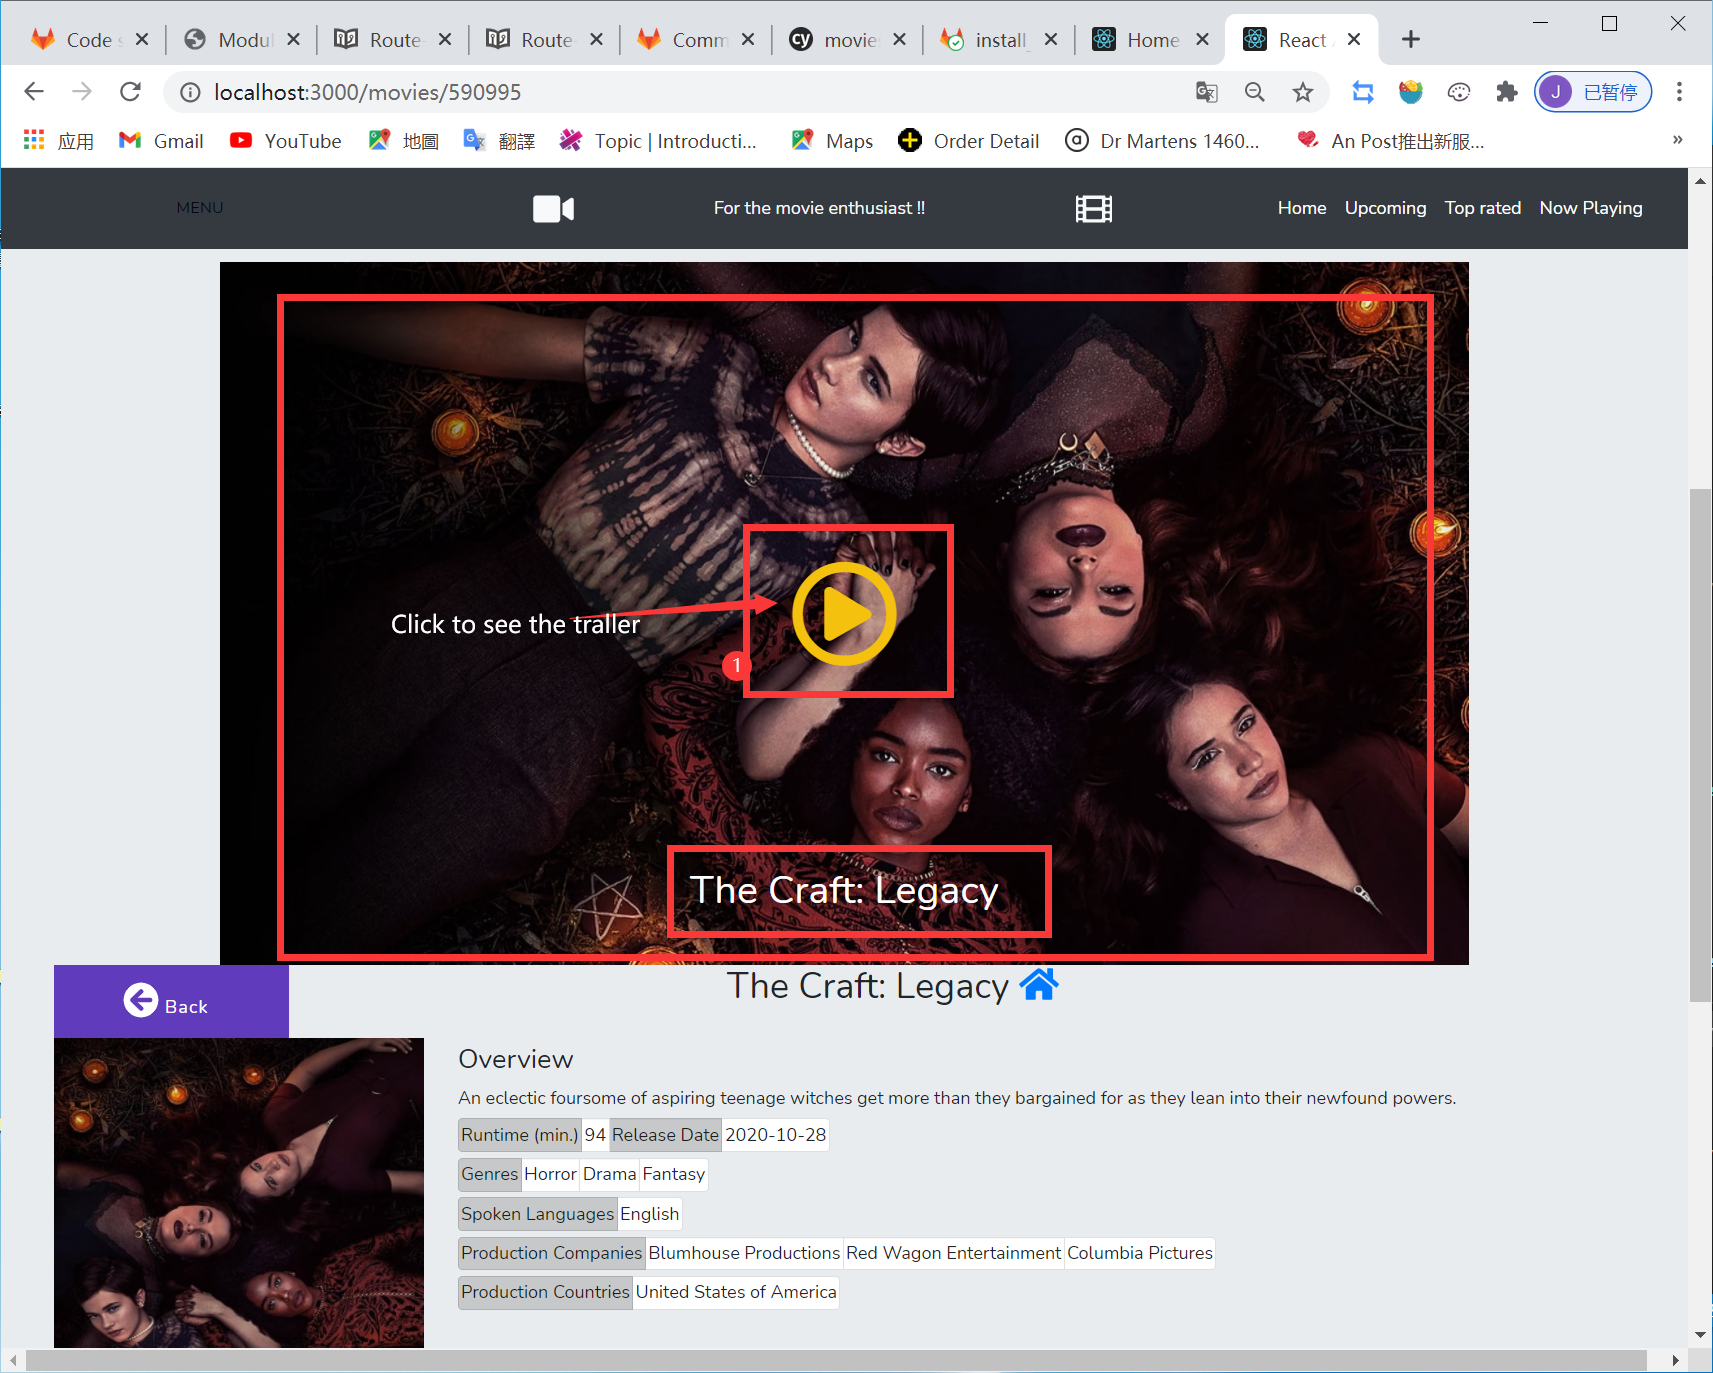 Code s
Modul
Route-
Route-
Comm
cy
movie
install_
Home
React
localhost:3000/movies/590995
J
已暂停
应用
Gmail
YouTube
地圖
翻譯
Topic | Introducti...
Maps
Order Detail
Dr Martens 1460...
An Post推出新服...
»
MENU
For the movie enthusiast !!
Home
Upcoming
Top rated
Now Playing
Click to see the traller
1
The Craft: Legacy
Back
The Craft: Legacy
Overview
An eclectic foursome of aspiring teenage witches get more than they bargained for as they lean into their newfound powers.
Runtime (min.) 94 Release Date 2020-10-28
Genres Horror Drama Fantasy
Spoken Languages English
Production Companies Blumhouse Productions Red Wagon Entertainment Columbia Pictures
Production Countries United States of America